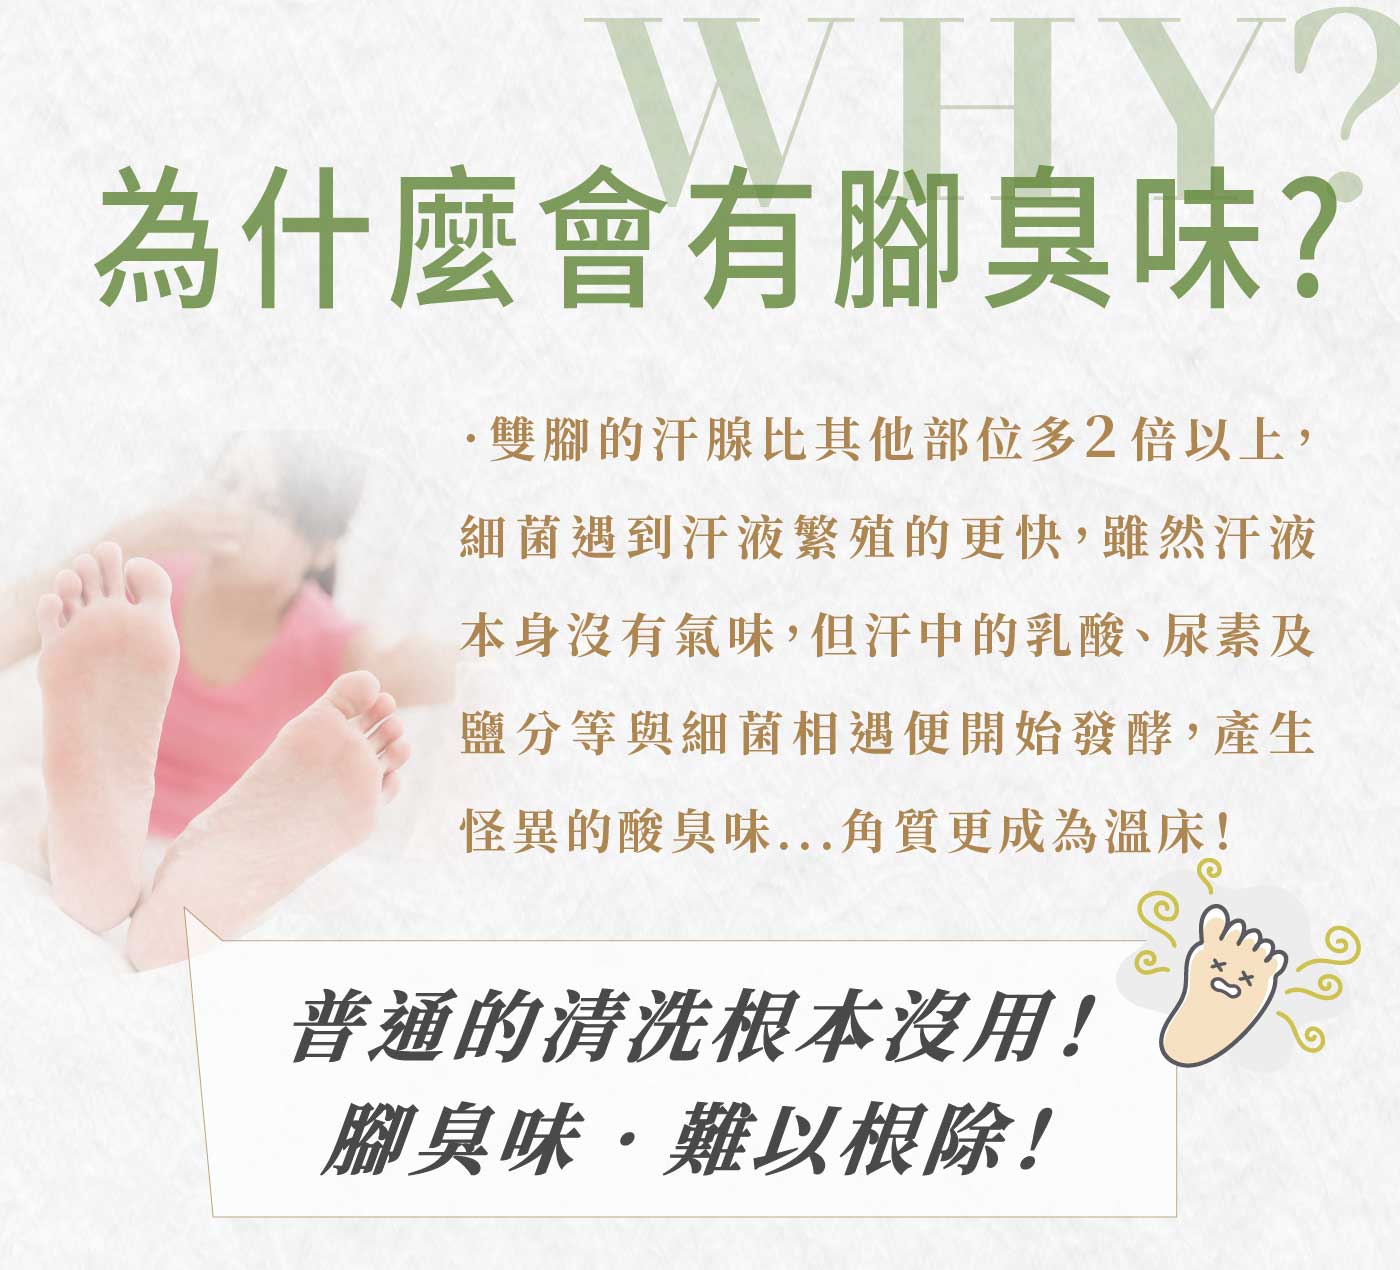 WHY?
為什麼會有腳臭味?
·雙腳的汗腺比其他部位多2倍以上，
細菌遇到汗液繁殖的更快，雖然汗液
本身沒有氣味，但汗中的乳酸、尿素及
鹽分等與細菌相遇便開始發酵，產生
怪異的酸臭味...角質更成為溫床！
普通的清洗根本沒用！
腳臭味．難以根除！